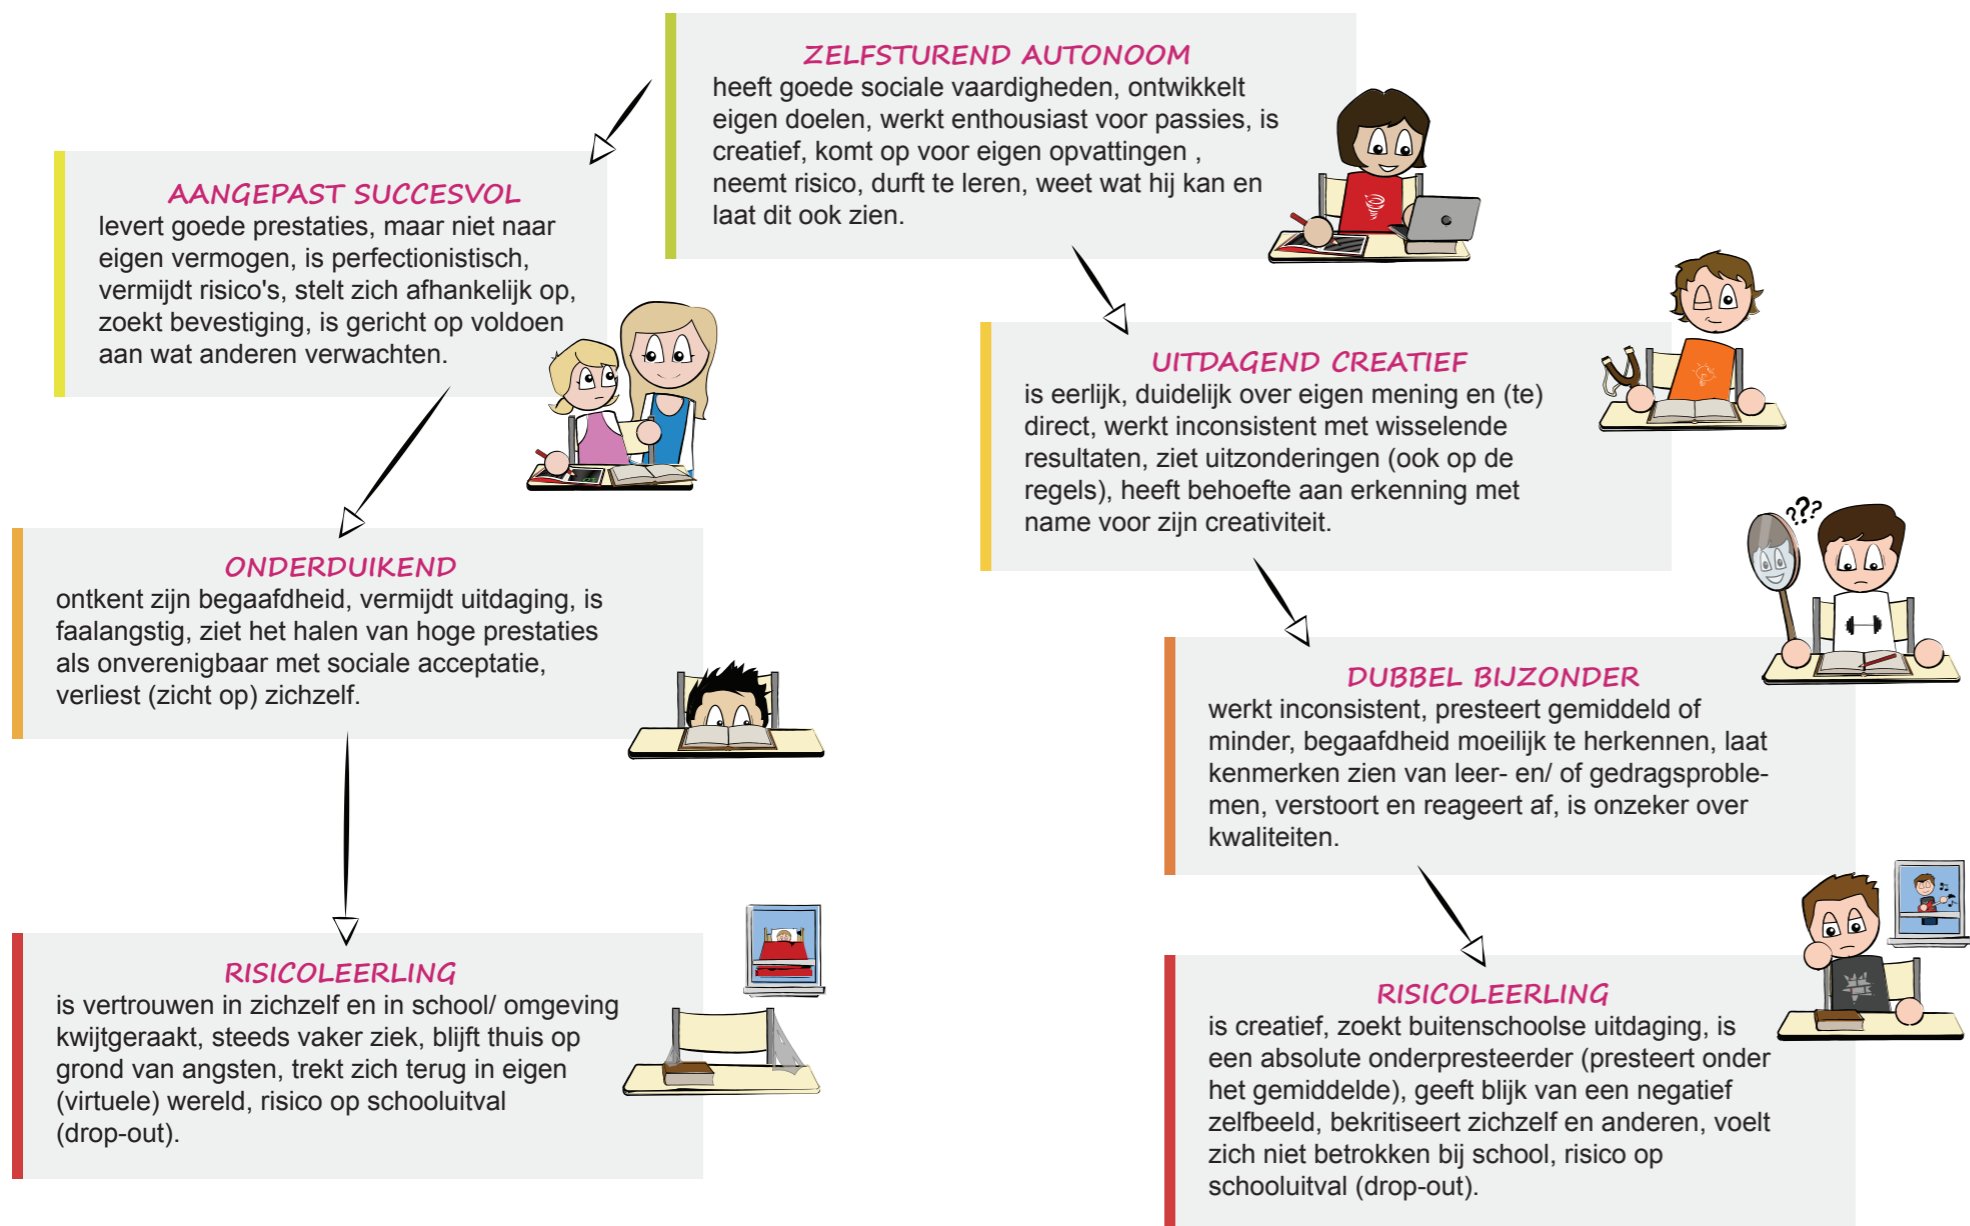 ZELFSTUREND AUTONOOM
heeft goede sociale vaardigheden, ontwikkelt
eigen doelen, werkt enthousiast voor passies, is
creatief, komt op voor eigen opvattingen ,
neemt risico, durft te leren, weet wat hij kan en
laat dit ook zien.
AANGEPAST SUCCESVOL
levert goede prestaties, maar niet naar
eigen vermogen, is perfectionistisch,
vermijdt risico's, stelt zich afhankelijk op,
zoekt bevestiging, is gericht op voldoen
aan wat anderen verwachten.
UITDAGEND CREATIEF
is eerlijk, duidelijk over eigen mening en (te)
direct, werkt inconsistent met wisselende
resultaten, ziet uitzonderingen (ook op de
regels), heeft behoefte aan erkenning met
name voor zijn creativiteit.
ONDERDUIKEND
ontkent zijn begaafdheid, vermijdt uitdaging, is
faalangstig, ziet het halen van hoge prestaties
als onverenigbaar met sociale acceptatie,
verliest (zicht op) zichzelf.
???
DUBBEL BIJZONDER
werkt inconsistent, presteert gemiddeld of
minder, begaafdheid moeilijk te herkennen, laat
kenmerken zien van leer- en/ of gedragsproble-
men, verstoort en reageert af, is onzeker over
kwaliteiten.
RISICOLEERLING
is vertrouwen in zichzelf en in school/ omgeving
kwijtgeraakt, steeds vaker ziek, blijft thuis op
grond van angsten, trekt zich terug in eigen
(virtuele) wereld, risico op schooluitval
(drop-out).
RISICOLEERLING
is creatief, zoekt buitenschoolse uitdaging, is
een absolute onderpresteerder (presteert onder
het gemiddelde), geeft blijk van een negatief
zelfbeeld, bekritiseert zichzelf en anderen, voelt
zich niet betrokken bij school, risico op
schooluitval (drop-out).